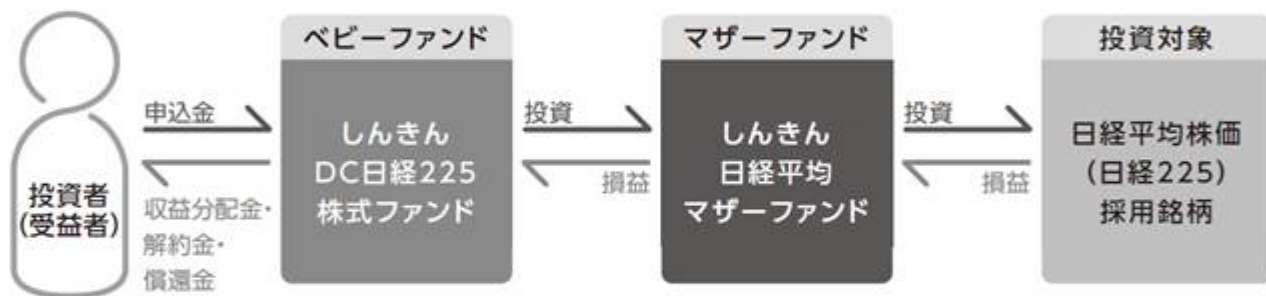 ベビーファンド
マザーファンド
投資対象
申込金
投資
投資
しんきん
DC日経225
株式ファンド
しんきん
日経平均
マザーファンド
日経平均株価
(日経225)
採用銘柄
投資者
(受益者)
収益分配金・
解約金・
償還金
損益
損益